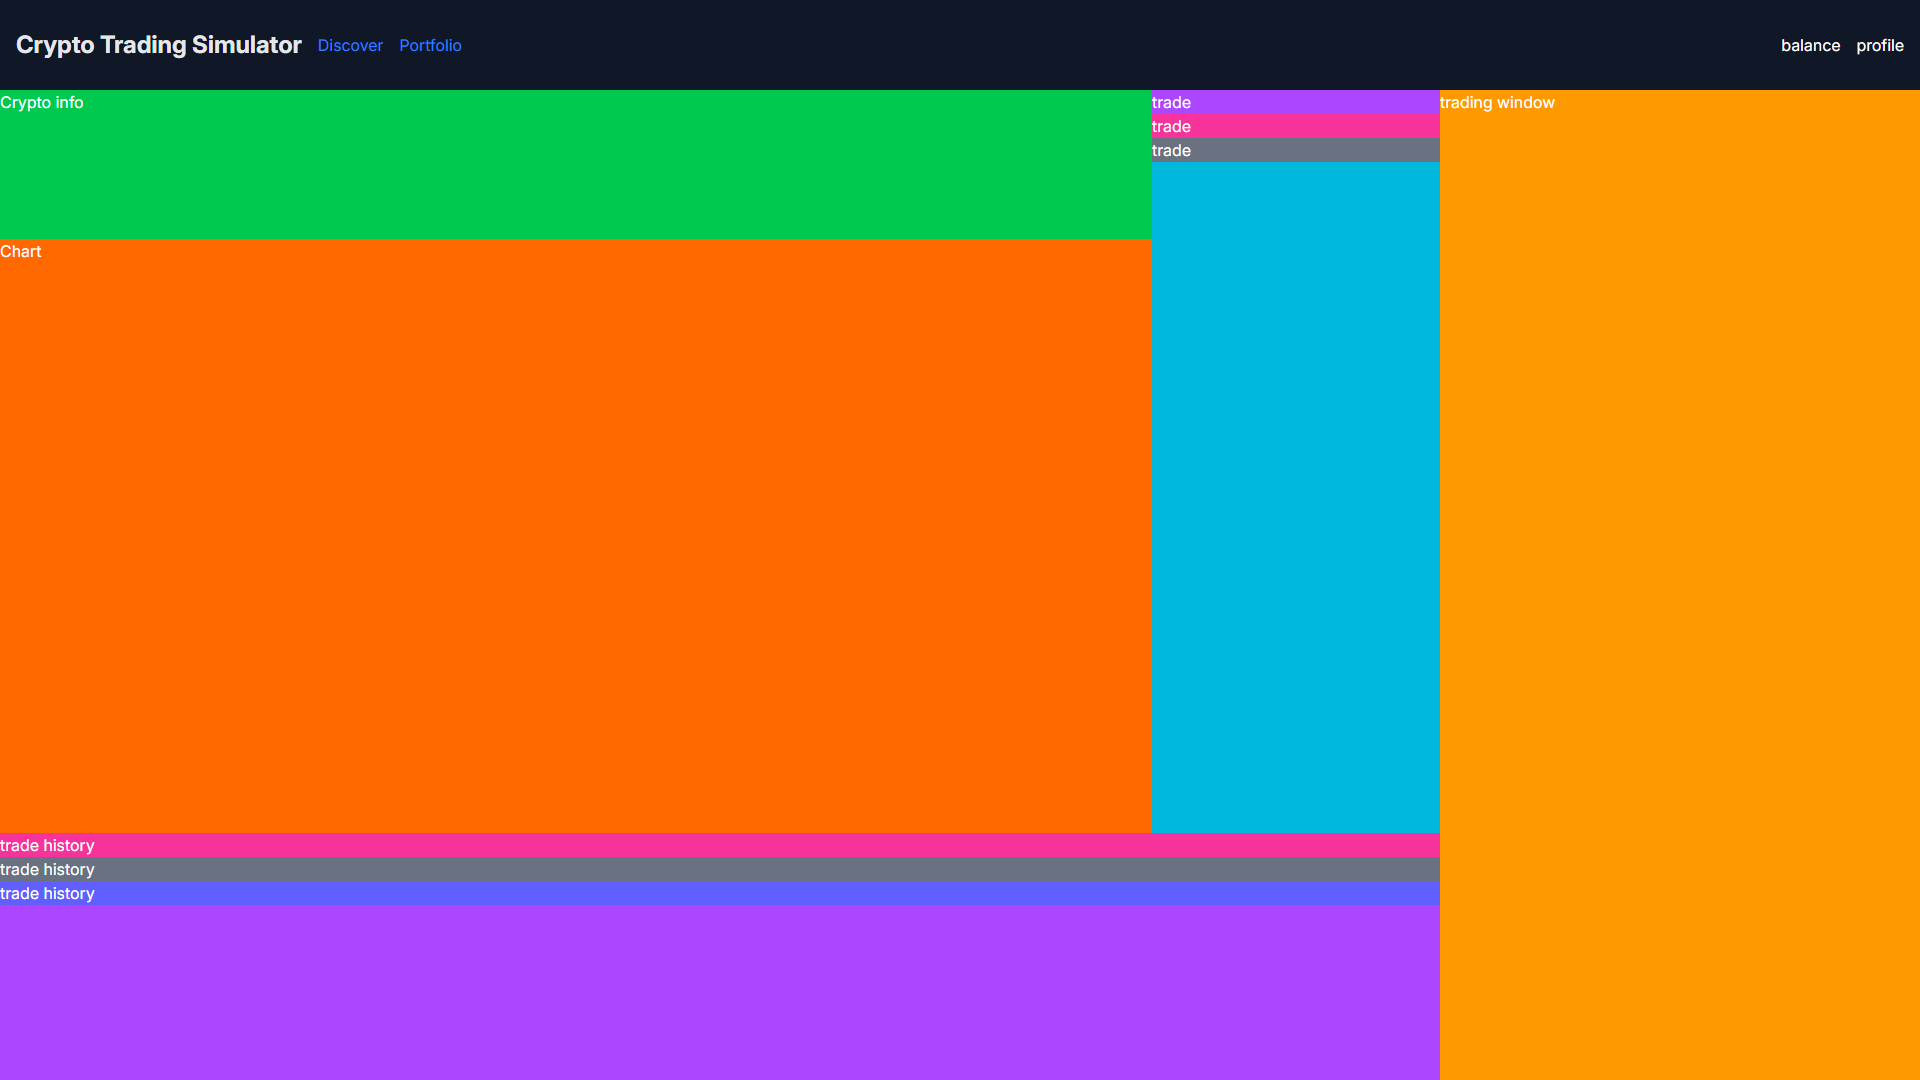 Crypto Trading Simulator Discover Portfolio balance profile
Crypto info
Chart
trade
trade
trade
trading window
trade history
trade history
trade history